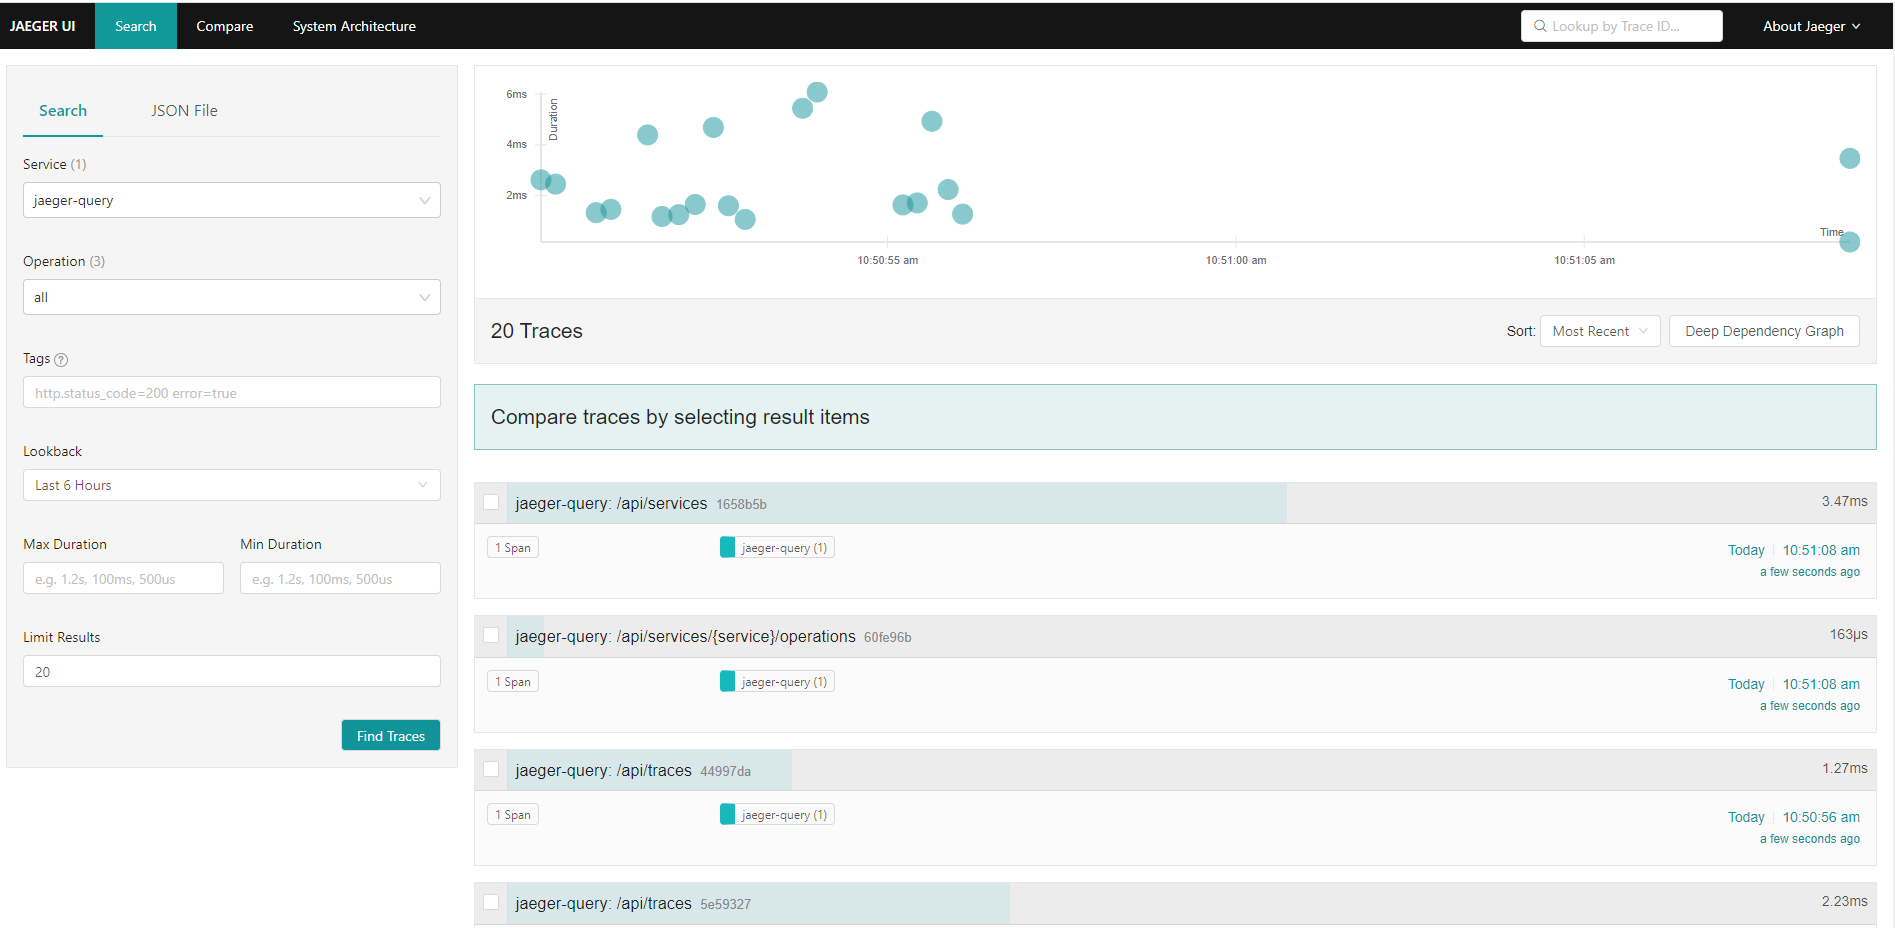 JAEGER UI Search Compare System Architecture Lookup by Trace ID... About Jaeger
Search JSON File
Service (1)
jaeger-query
Operation (3)
all
Tags ?
http.status_code=200 error=true
Lookback
Last 6 Hours
Max Duration Min Duration
e.g. 1.2s, 100ms, 500us e.g. 1.2s, 100ms, 500us
Limit Results
20
Find Traces
Duration
6ms
4ms
2ms
Time
10:50:55 am 10:51:00 am 10:51:05 am
20 Traces Sort: Most Recent Deep Dependency Graph
Compare traces by selecting result items
jaeger-query: /api/services 1658b5b 3.47ms
1 Span jaeger-query (1) Today 10:51:08 am
a few seconds ago
jaeger-query: /api/services/{service}/operations 60fe96b 163μs
1 Span jaeger-query (1) Today 10:51:08 am
a few seconds ago
jaeger-query: /api/traces 44997da 1.27ms
1 Span jaeger-query (1) Today 10:50:56 am
a few seconds ago
jaeger-query: /api/traces 5e59327 2.23ms